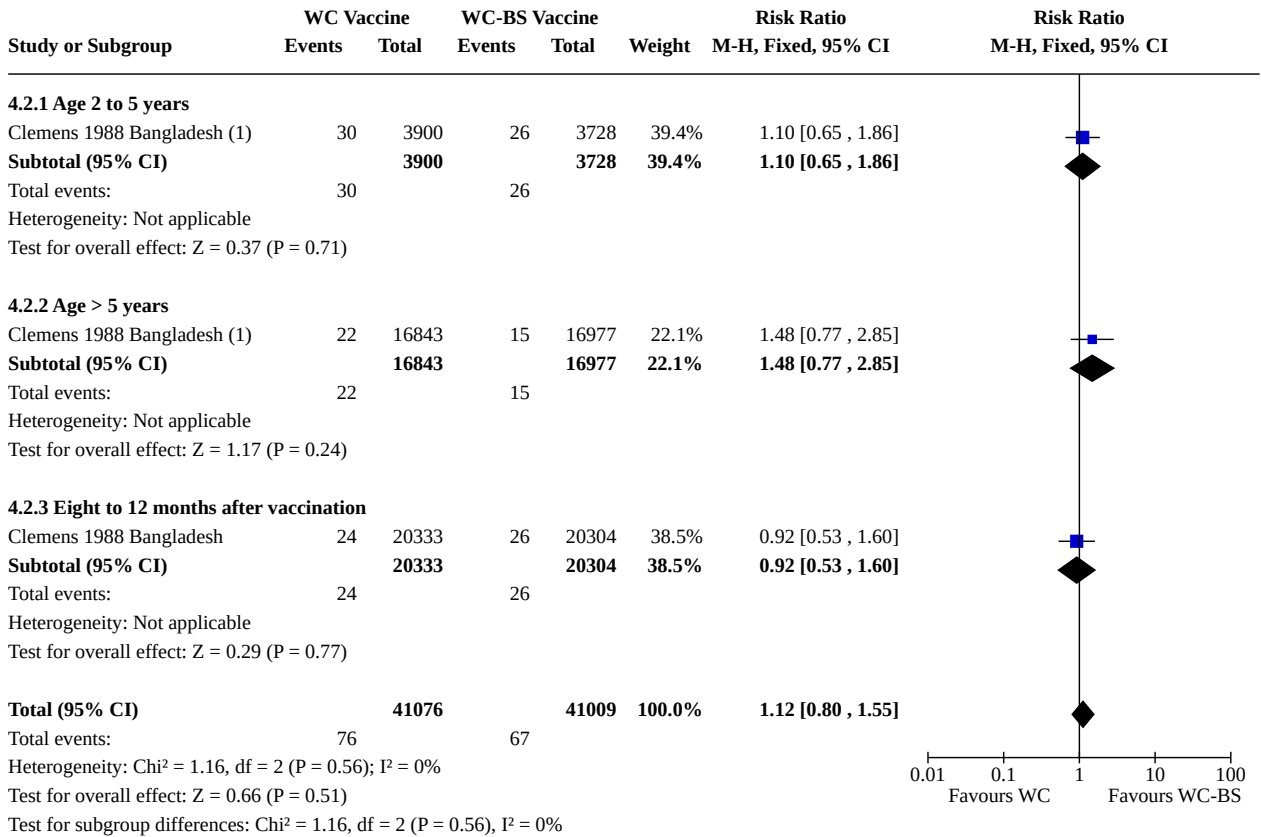 WC Vaccine WC-BS Vaccine Risk Ratio Risk Ratio
Study or Subgroup Events Total Events Total Weight M-H, Fixed, 95% CI M-H, Fixed, 95% CI
4.2.1 Age 2 to 5 years
Clemens 1988 Bangladesh (1) 30 3900 26 3728 39.4% 1.10 [0.65 , 1.86]
Subtotal (95% CI) 3900 3728 39.4% 1.10 [0.65 , 1.86]
Total events: 30 26
Heterogeneity: Not applicable
Test for overall effect: Z = 0.37 (P = 0.71)
4.2.2 Age > 5 years
Clemens 1988 Bangladesh (1) 22 16843 15 16977 22.1% 1.48 [0.77 , 2.85]
Subtotal (95% CI) 16843 16977 22.1% 1.48 [0.77 , 2.85]
Total events: 22 15
Heterogeneity: Not applicable
Test for overall effect: Z = 1.17 (P = 0.24)
4.2.3 Eight to 12 months after vaccination
Clemens 1988 Bangladesh 24 20333 26 20304 38.5% 0.92 [0.53 , 1.60]
Subtotal (95% CI) 20333 20304 38.5% 0.92 [0.53 , 1.60]
Total events: 24 26
Heterogeneity: Not applicable
Test for overall effect: Z = 0.29 (P = 0.77)
Total (95% CI) 41076 41009 100.0% 1.12 [0.80 , 1.55]
Total events: 76 67
Heterogeneity: Chi² = 1.16, df = 2 (P = 0.56); I² = 0% 0.01 0.1 1 10 100
Test for overall effect: Z = 0.66 (P = 0.51) Favours WC Favours WC-BS
Test for subgroup differences: Chi² = 1.16, df = 2 (P = 0.56), I² = 0%